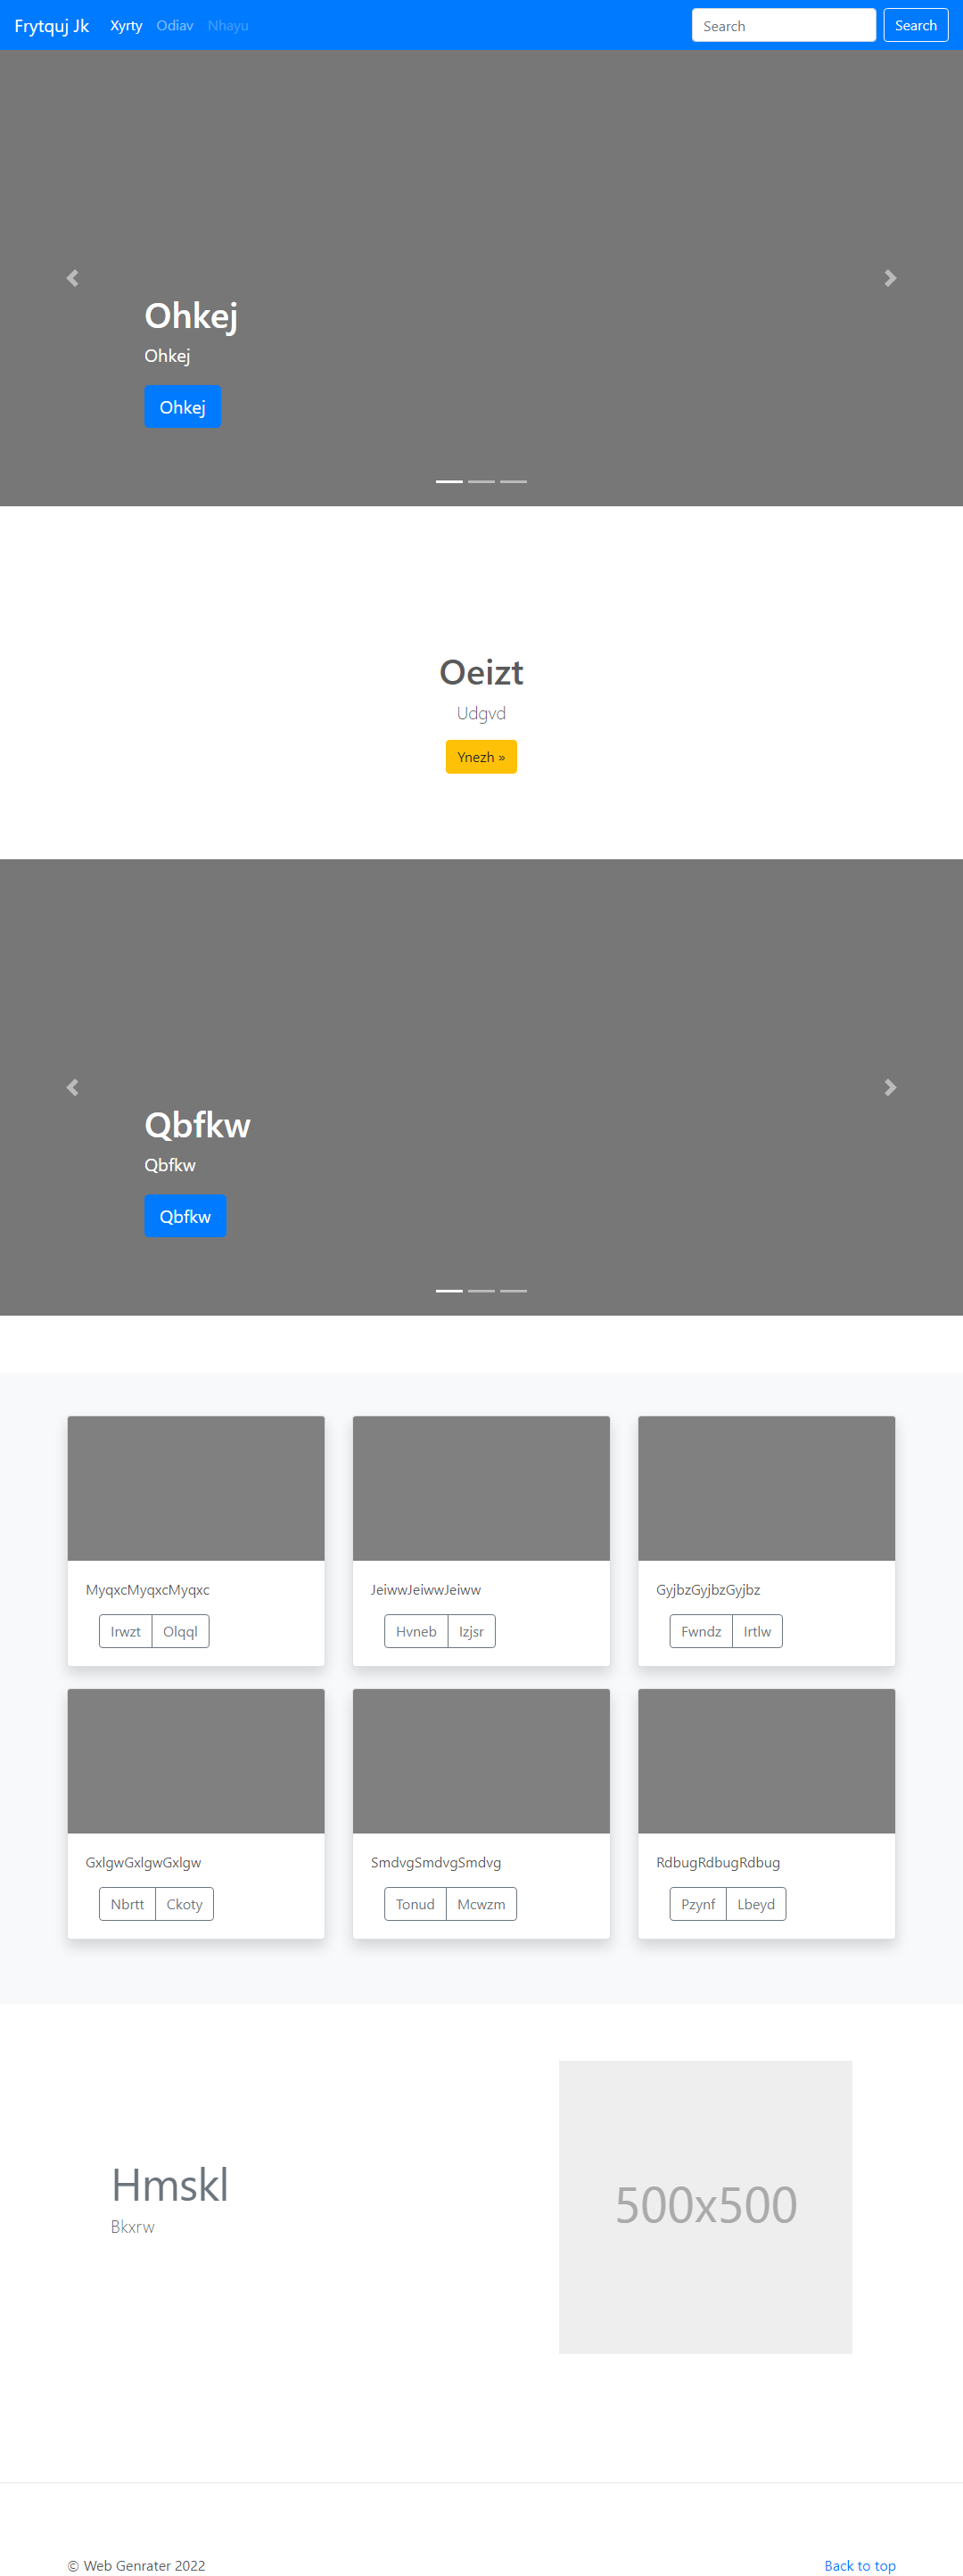 Frytquj Jk Xyrty Odiav Nhayu Search Search
Ohkej
Ohkej
Ohkej
Oeizt
Udgvd
Ynezh »
Qbfkw
Qbfkw
Qbfkw
MyqxcMyqxcMyqxc
Irwzt Olqql
JeiwwJeiwwJeiww
Hvneb Izjsr
GyjbzGyjbzGyjbz
Fwndz Irtlw
GxlgwGxlgwGxlgw
Nbrtt Ckoty
SmdvgSmdvgSmdvg
Tonud Mcwzm
RdbugRdbugRdbug
Pzynf Lbeyd
Hmskl
Bkxrw
500x500
© Web Genrater 2022 Back to top